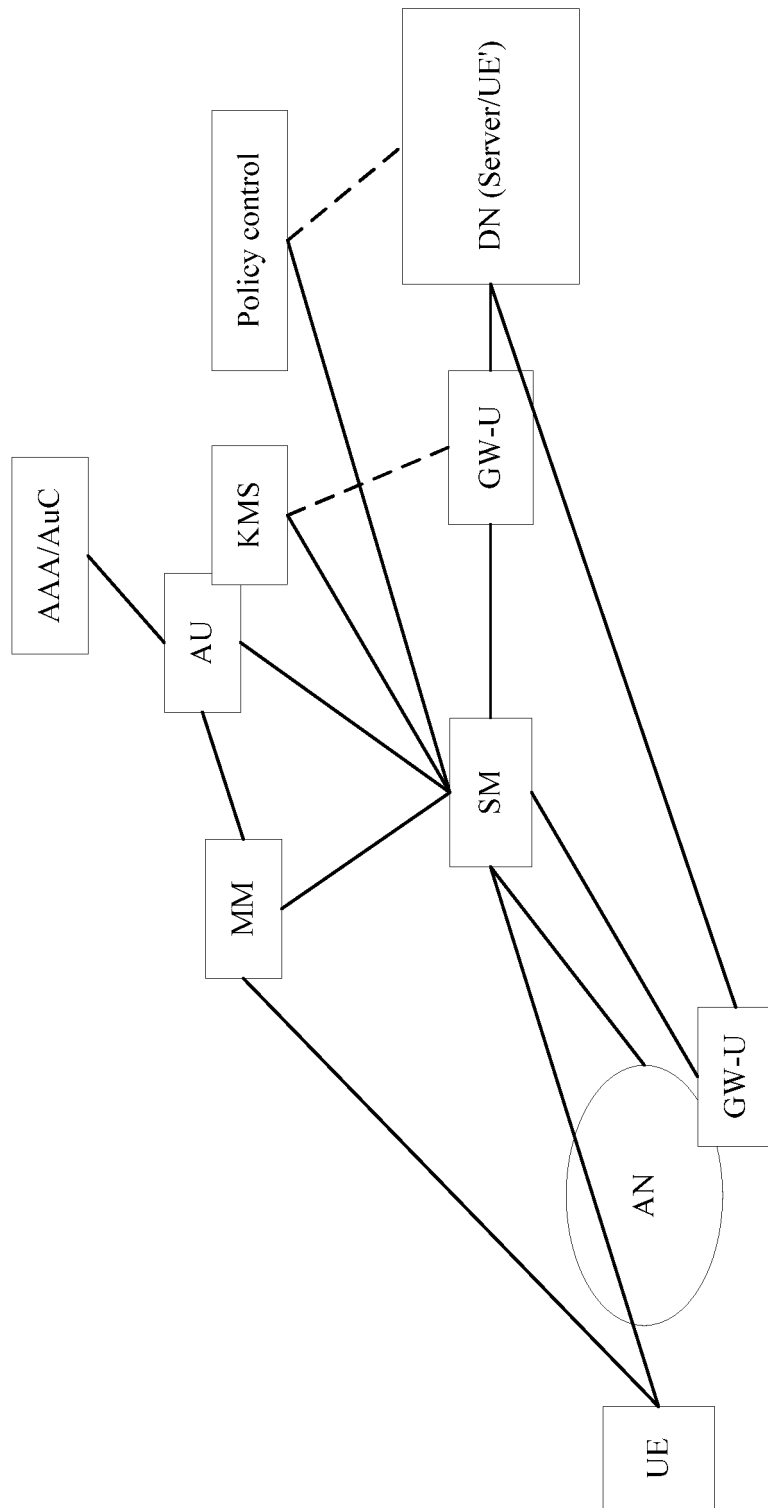 AAA/AuC
AU
KMS
Policy control
MM
SM
GW-U
DN (Server/UE')
UE
AN
GW-U